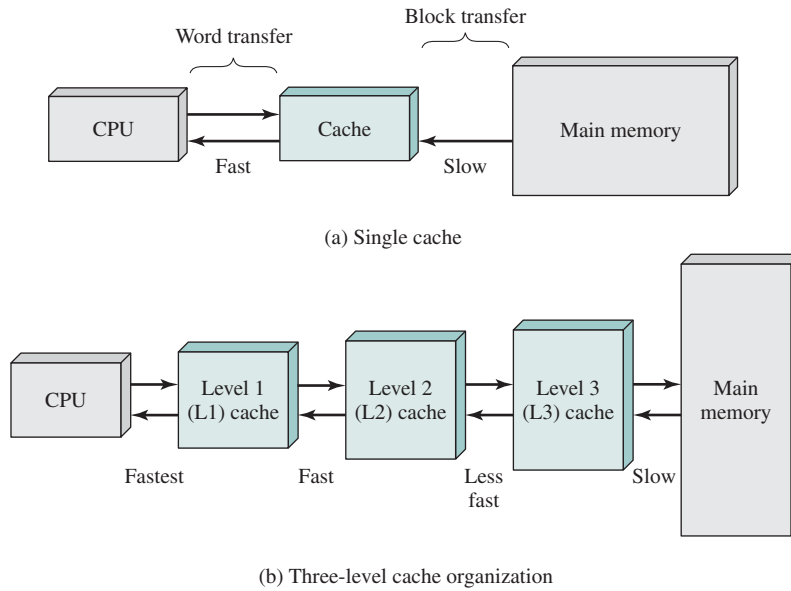 Block transfer
Word transfer
CPU
Cache
Main memory
Fast
Slow
(a) Single cache
CPU
Level 1
(L1) cache
Level 2
(L2) cache
Level 3
(L3) cache
Main
memory
Fastest
Fast
Less
fast
Slow
(b) Three-level cache organization